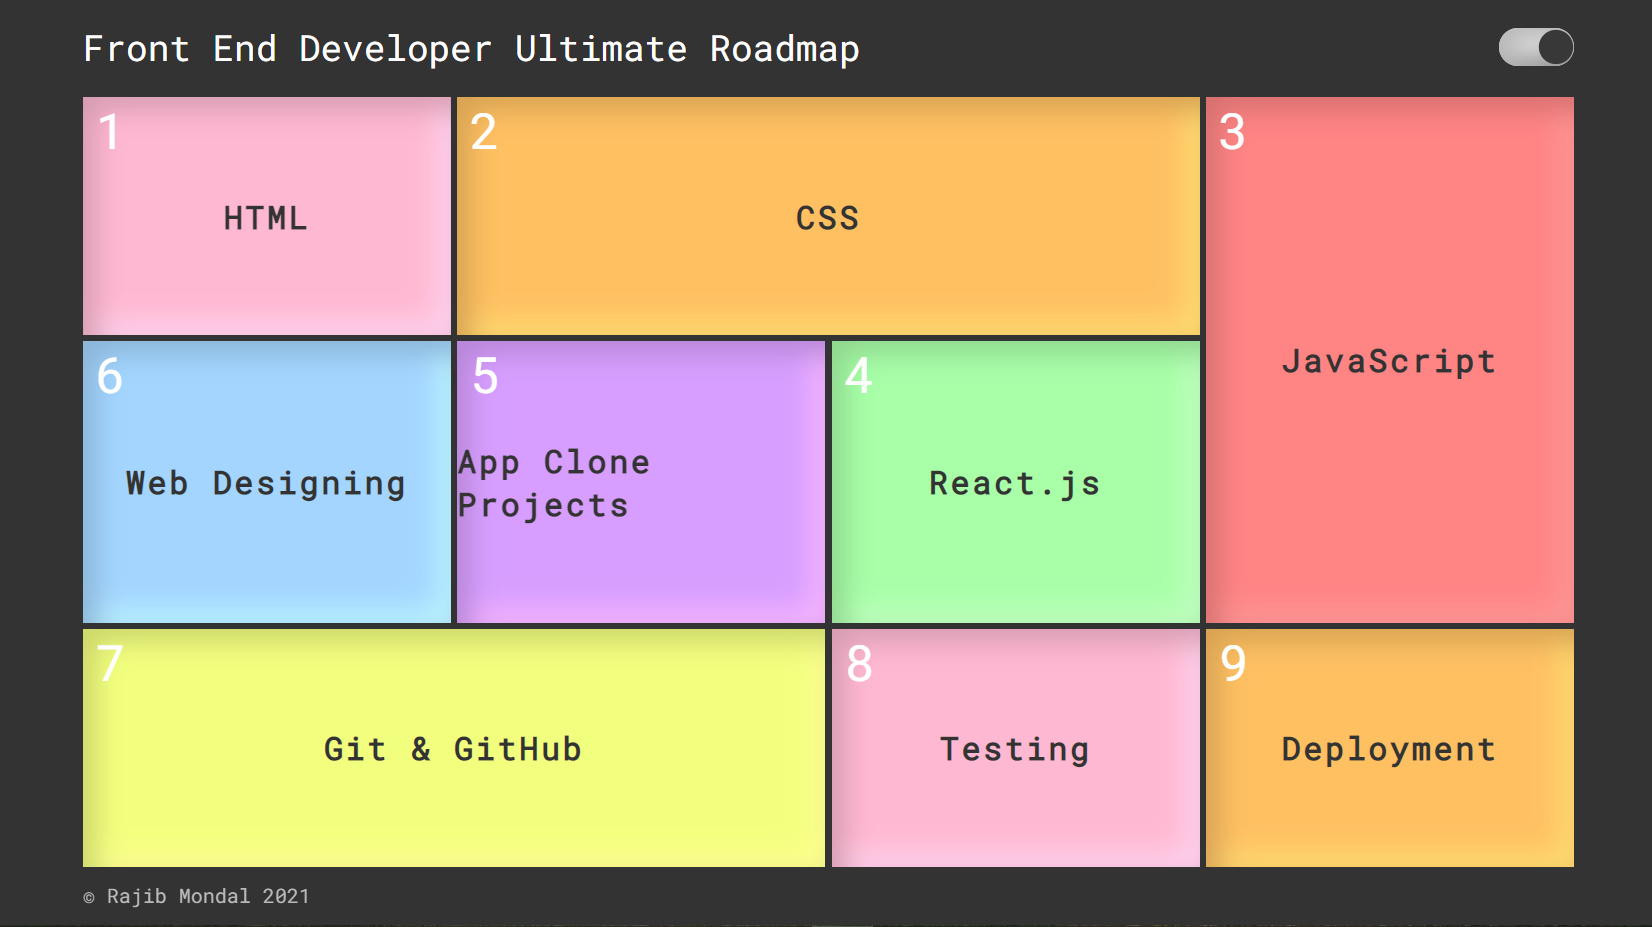 Front End Developer Ultimate Roadmap
1
HTML
2
CSS
3
JavaScript
6
Web Designing
5
App Clone
Projects
4
React.js
7
Git & GitHub
8
Testing
9
Deployment
© Rajib Mondal 2021